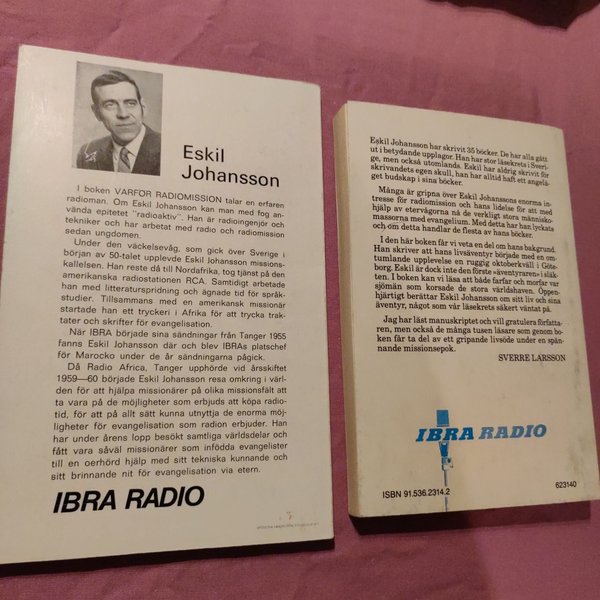 Eskil
Johansson
I boken VARFÖR RADIOMISSION talar en erfaren
radioman. Om Eskil Johansson kan man med fog an-
vända epitetet "radioaktiv". Han är radioingenjör och
tekniker och har arbetat med radio och radiomission
sedan ungdomen.
Under den väckelsevåg, som gick över Sverige i
början av 50-talet upplevde Eskil Johansson missions-
kallelsen. Han reste då till Nordafrika, tog tjänst på den
amerikanska radiostationen RCA. Samtidigt arbetade
han med litteraturspridning och ägnade tid för språk-
studier. Tillsammans med en amerikansk missionär
startade han ett tryckeri i Afrika för att trycka trak-
tater och skrifter för evangelisation.
När IBRA började sina sändningar från Tanger 1955
fanns Eskil Johansson där och blev IBRAs platschef
för Marocko under de år sändningarna pågick.
Då Radio Africa, Tanger upphörde vid årsskiftet
1959—60 började Eskil Johansson resa omkring i värl-
den för att hjälpa missionärer på olika missionsfält att
ta vara på de möjligheter som erbjuds att köpa radio-
tid, för att på allt sätt kunna utnyttja de enorma möj-
ligheter för evangelisation som radion erbjuder. Han
har under årens lopp besökt samtliga världsdelar och
fått vara såväl missionärer som infödda evangelister
till en oerhörd hjälp med sitt tekniska kunnande och
sitt brinnande nit för evangelisation via etern.
IBRA RADIO
Eskil Johansson har skrivit 35 böcker. De har alla gått
ut i betydande upplagor. Han har stor läsekrets i Sveri-
ge, men också utomlands. Eskil har aldrig skrivit för
skrivandets egen skull, han har alltid haft ett angelä-
get budskap i sina böcker.
Många är gripna över Eskil Johanssons enorma in-
tresse för radiomission och hans lidelse för att med
hjälp av etervågorna nå de verkligt stora människo-
massorna med evangelium. Med detta har han lyckats
och om detta handlar de flesta av hans böcker.
I den här boken får vi veta en del om hans bakgrund.
Han skriver att hans livsäventyr började med en om-
tumlande upplevelse en ruggig oktoberkväll i Göte-
borg. Eskil är dock inte den förste »äventyraren» i släk-
ten. I boken kan vi läsa att både farfar och morfar var
sjömän som korsade de stora världshaven. Öppen-
hjärtigt berättar Eskil Johansson om sitt liv och sina
äventyr, något som vår läsekrets säkert väntat på.
Jag har läst manuskriptet och vill gratulera författa-
ren, men också de många tusen läsare som genom bo-
ken får ta del av ett gripande livsöde under en spän-
nande missionsepok.
SVERRE LARSSON
IBRA RADIO
ISBN 91.536.2314.2
623140